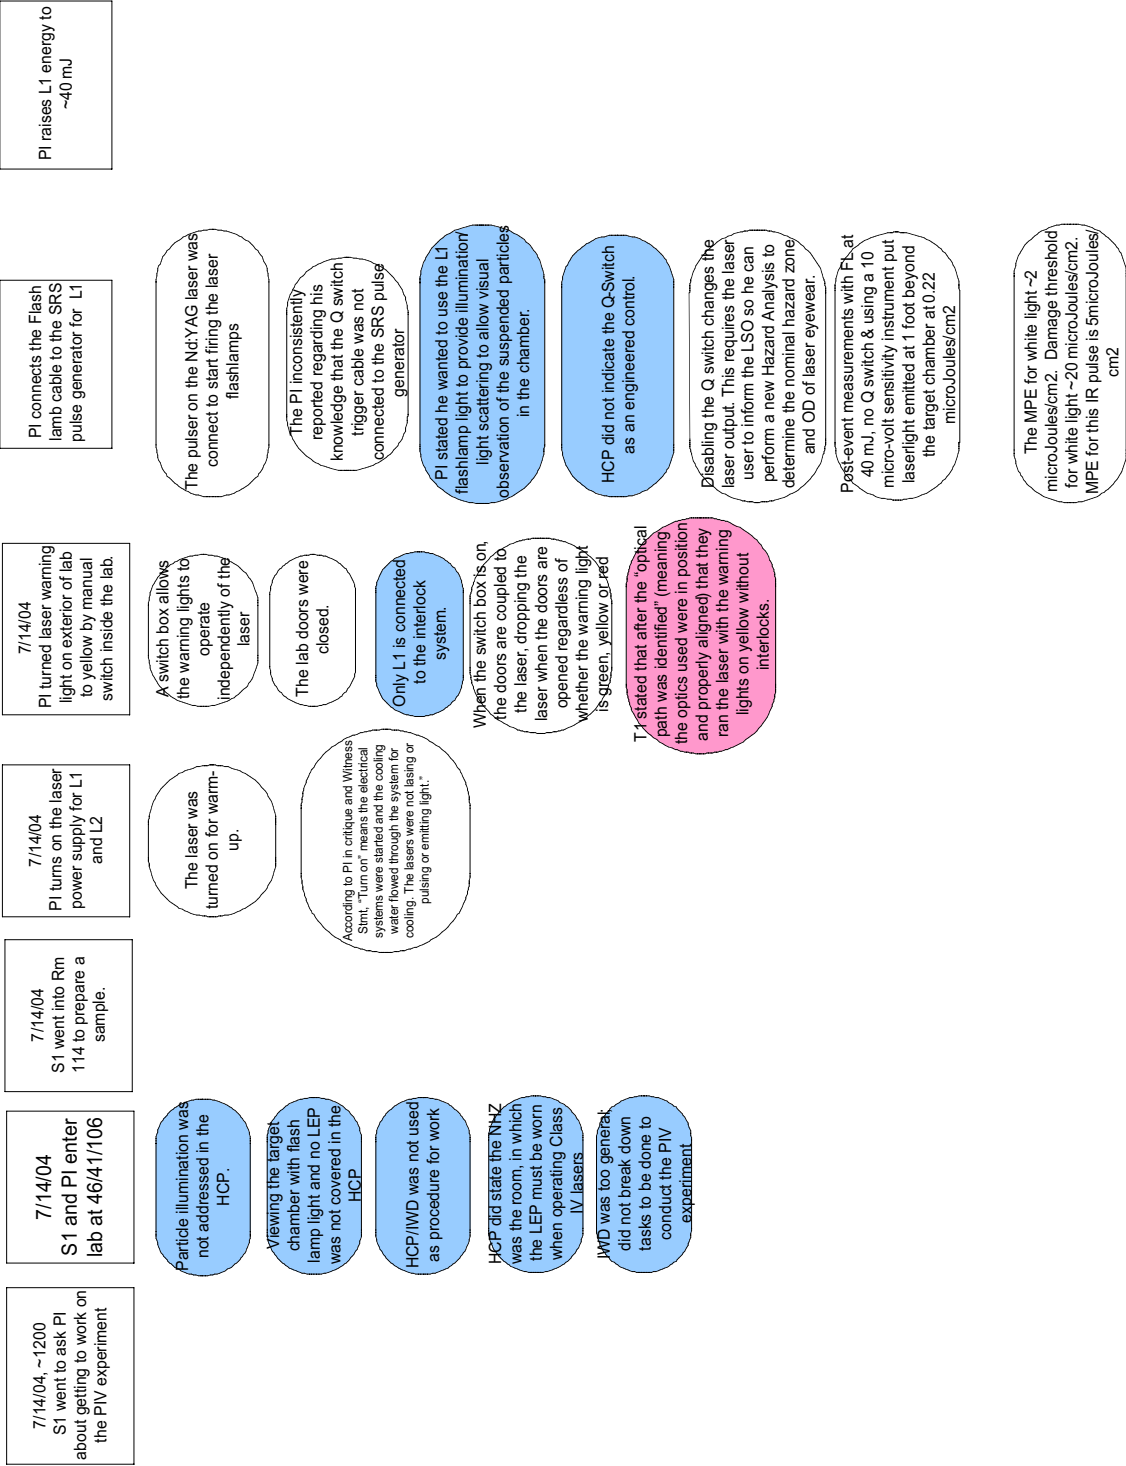 7/14/04, ~1200
S1 went to ask PI
about getting to work on
the PIV experiment
7/14/04
S1 and PI enter
lab at 46/41/106
Particle illumination was
not addressed in the
HCP.
Viewing the target
chamber with flash
lamp light and no LEP
was not covered in the
HCP
HCP/IWD was not used
as procedure for work
HCP did state the NHZ
was the room, in which
the LEP must be worn
when operating Class
IV lasers
IWD was too general;
did not break down
tasks to be done to
conduct the PIV
experiment
7/14/04
S1 went into Rm
114 to prepare a
sample.
7/14/04
PI turns on the laser
power supply for L1
and L2
The laser was
turned on for warm-
up.
According to PI in critique and Witness
Stmt, “Turn on” means the electrical
systems were started and the cooling
water flowed through the system for
cooling. The lasers were not lasing or
pulsing or emitting light.”
7/14/04
PI turned laser warning
light on exterior of lab
to yellow by manual
switch inside the lab.
A switch box allows
the warning lights to
operate
independently of the
laser
The lab doors were
closed.
Only L1 is connected
to the interlock
system.
When the switch box is on,
the doors are coupled to
the laser, dropping the
laser when the doors are
opened regardless of
whether the warning light
is green, yellow or red
T1 stated that after the “optical
path was identified” (meaning
the optics used were in position
and properly aligned) that they
ran the laser with the warning
lights on yellow without
interlocks.
PI connects the Flash
lamb cable to the SRS
pulse generator for L1
The pulser on the Nd:YAG laser was
connect to start firing the laser
flashlamps
The PI inconsistently
reported regarding his
knowledge that the Q switch
trigger cable was not
connected to the SRS pulse
generator
PI stated he wanted to use the L1
flashlamp light to provide illumination/
light scattering to allow visual
observation of the suspended particles
in the chamber.
HCP did not indicate the Q-Switch
as an engineered control.
Disabling the Q switch changes the
laser output. This requires the laser
user to inform the LSO so he can
perform a new Hazard Analysis to
determine the nominal hazard zone
and OD of laser eyewear.
Post-event measurements with FL at
40 mJ, no Q switch & using a 10
micro-volt sensitivity instrument put
laserlight emitted at 1 foot beyond
the target chamber at 0.22
microJoules/cm2
The MPE for white light ~2
microJoules/cm2. Damage threshold
for white light ~20 microJoules/cm2.
MPE for this IR pulse is 5microJoules/
cm2
PI raises L1 energy to
~40 mJ